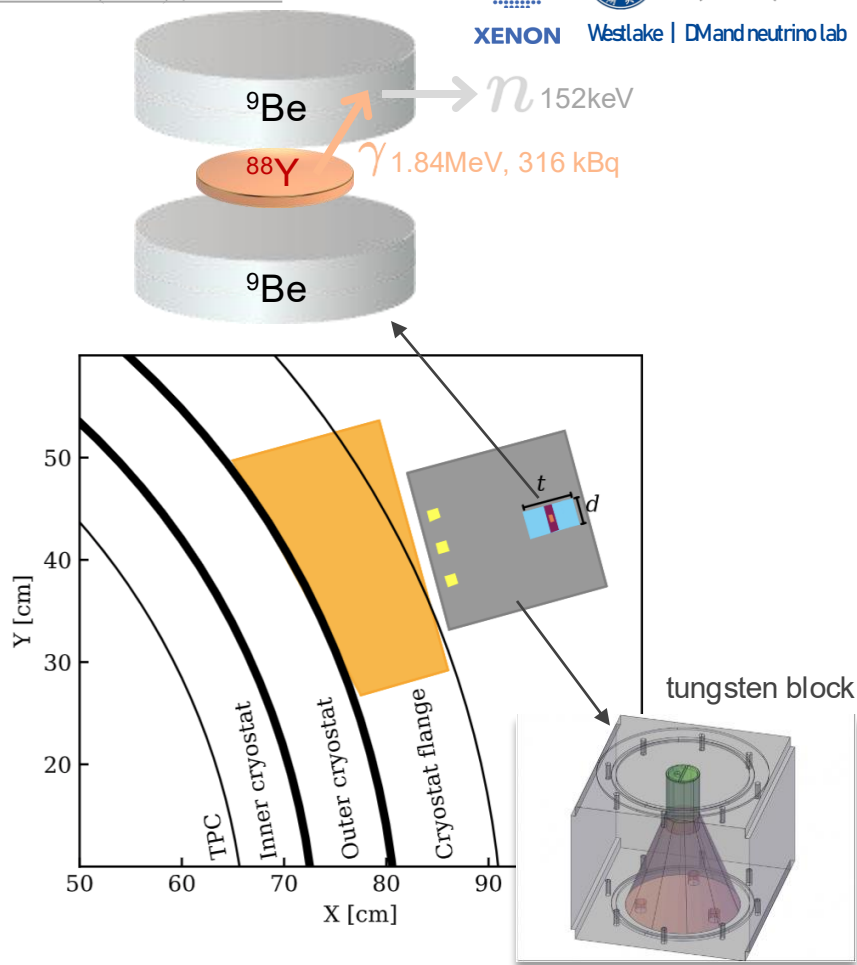 XENON
Westlake | DM and neutrino lab
⁹Be
n 152keV
⁸⁸Y
γ 1.84MeV, 316 kBq
⁹Be
t
d
50
40
30
20
Y [cm]
TPC
Inner cryostat
Outer cryostat
Cryostat flange
50 60 70 80 90
X [cm]
tungsten block